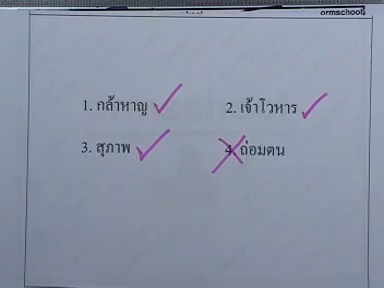 ormschool
1. กล้าหาญ 2. เจ้าโวหาร
3. สุภาพ 4. ถ่อมตน